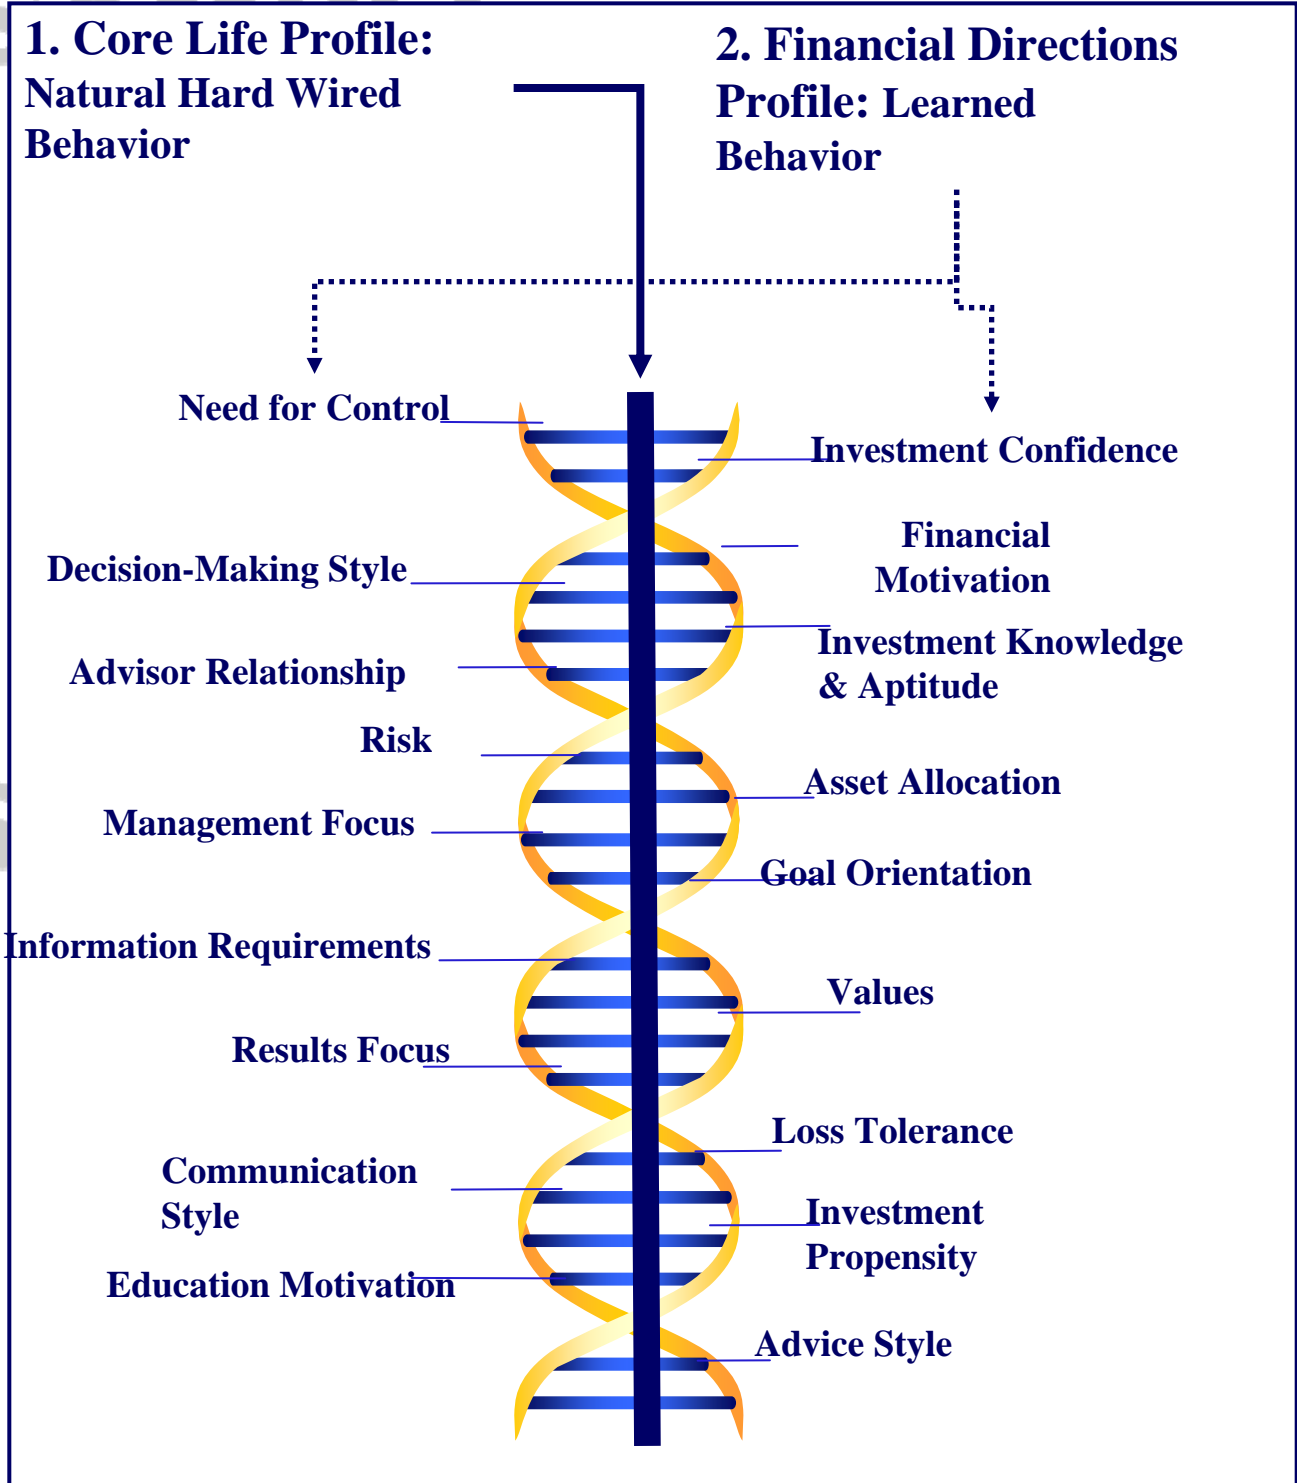 1. Core Life Profile:
Natural Hard Wired
Behavior
2. Financial Directions
Profile: Learned
Behavior
Need for Control
Investment Confidence
Financial
Motivation
Decision-Making Style
Investment Knowledge
& Aptitude
Advisor Relationship
Risk
Asset Allocation
Management Focus
Goal Orientation
Information Requirements
Values
Results Focus
Loss Tolerance
Communication
Style
Investment
Propensity
Education Motivation
Advice Style